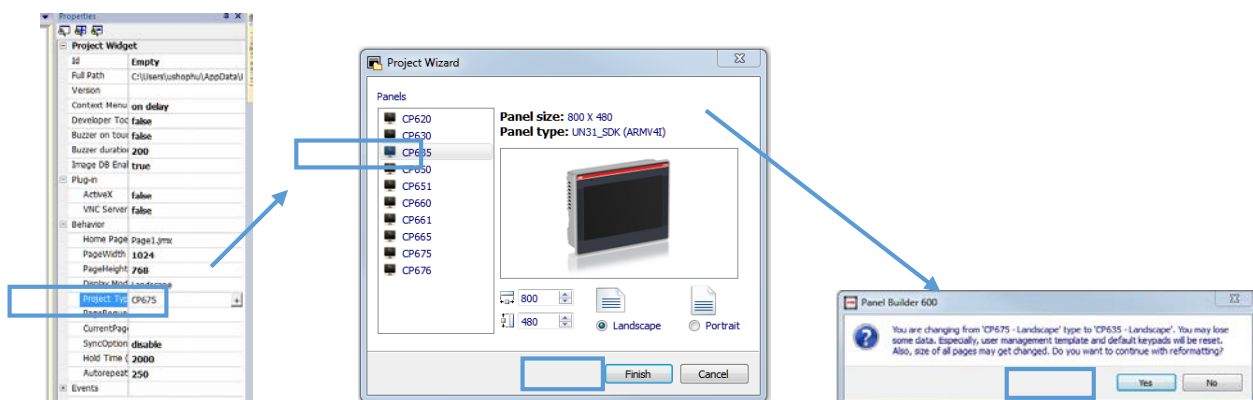 Properties
Project Widget
Id Empty
Full Path C:\Users\ushophu\AppData\
Version
Context Menu on delay
Developer Too false
Buzzer on touc false
Buzzer duration 200
Image DB Enal true
Plug-in
ActiveX false
VNC Server false
Behavior
Home Page Page1.jmx
PageWidth 1024
PageHeight 768
Display Mod Landscape
Project Typ CP675
PageReque
CurrentPag
SyncOption disable
Hold Time ( 2000
Autorepeat 250
Events
Project Wizard
Panels
CP620
CP630
CP635
CP650
CP651
CP660
CP661
CP665
CP675
CP676
Panel size: 800 X 480
Panel type: UN31_SDK (ARMV4I)
800
480
Landscape
Portrait
Finish
Cancel
Panel Builder 600
You are changing from 'CP675 - Landscape' type to 'CP635 - Landscape'. You may lose
some data. Especially, user management template and default keypads will be reset.
Also, size of all pages may get changed. Do you want to continue with reformatting?
Yes
No